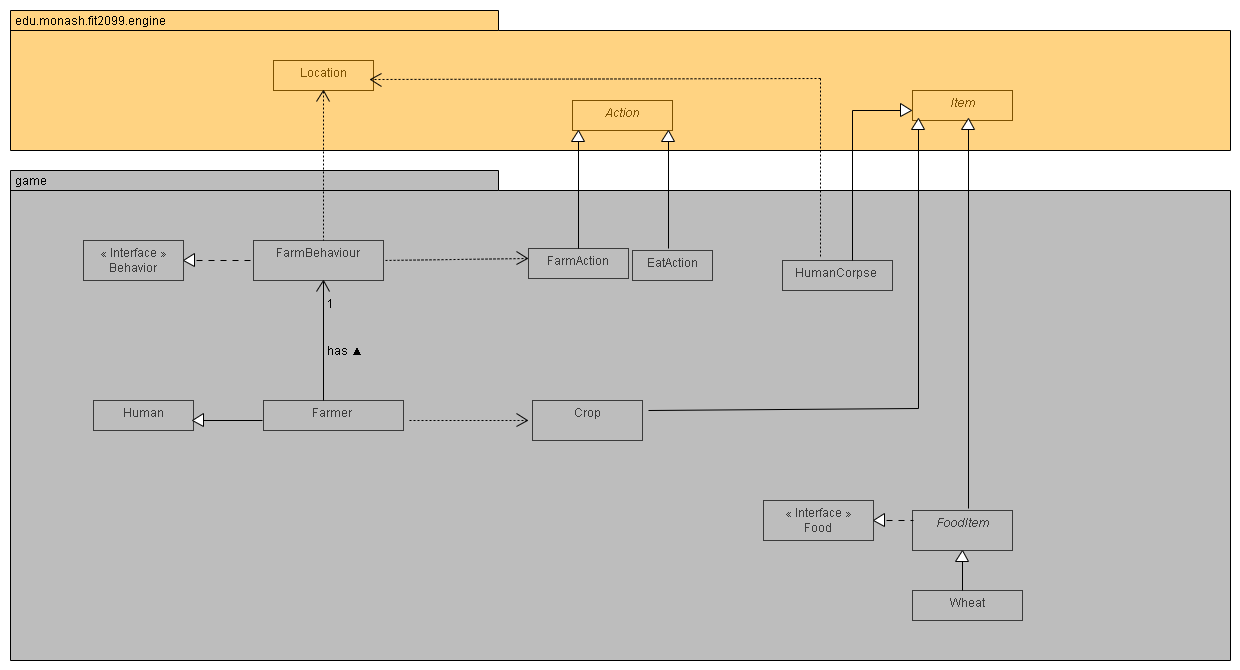 edu.monash.fit2099.engine
Location
Action
Item
game
« Interface »
Behavior
FarmBehaviour
FarmAction
EatAction
HumanCorpse
1
has ▲
Human
Farmer
Crop
« Interface »
Food
FoodItem
Wheat